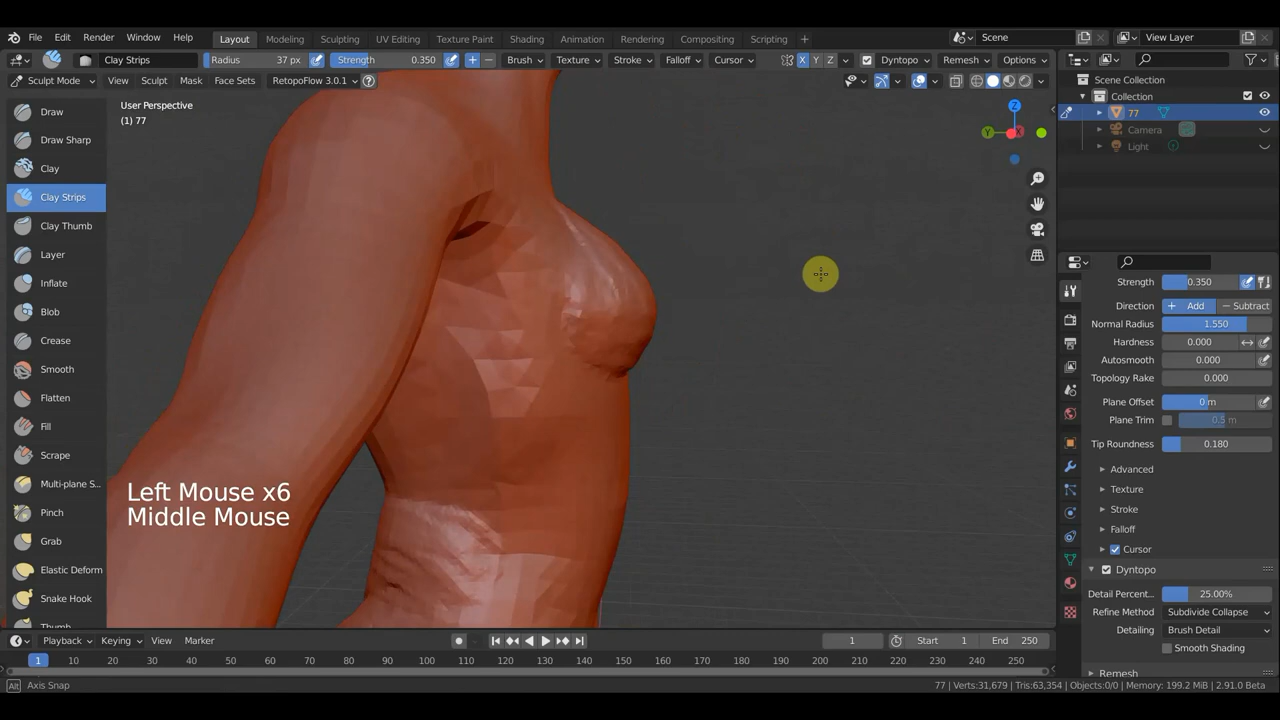 File Edit Render Window Help Layout Modeling Sculpting UV Editing Texture Paint Shading Animation Rendering Compositing Scripting + Scene View Layer
Clay Strips Radius 37 px Strength 0.350 Brush Texture Stroke Falloff Cursor X Y Z Dyntopo Remesh Options
Sculpt Mode View Sculpt Mask Face Sets RetopoFlow 3.0.1 ?
Scene Collection
Collection
77
Camera
Light
User Perspective
(1) 77
Z
Y
X
Draw
Draw Sharp
Clay
Clay Strips
Clay Thumb
Layer
Inflate
Blob
Crease
Smooth
Flatten
Fill
Scrape
Multi-plane S...
Pinch
Grab
Elastic Deform
Snake Hook
Thumb
Left Mouse x6
Middle Mouse
Strength 0.350
Direction + Add − Subtract
Normal Radius 1.550
Hardness 0.000
Autosmooth 0.000
Topology Rake 0.000
Plane Offset 0 m
Plane Trim 0.5 m
Tip Roundness 0.180
Advanced
Texture
Stroke
Falloff
Cursor
Dyntopo
Detail Percent... 25.00%
Refine Method Subdivide Collapse
Detailing Brush Detail
Smooth Shading
Remesh
Playback Keying View Marker 1 Start 1 End 250
1 10 20 30 40 50 60 70 80 90 100 110 120 130 140 150 160 170 180 190 200 210 220 230 240 250
Alt Axis Snap 77 | Verts:31,679 | Tris:63,354 | Objects:0/0 | Memory: 199.2 MiB | 2.91.0 Beta